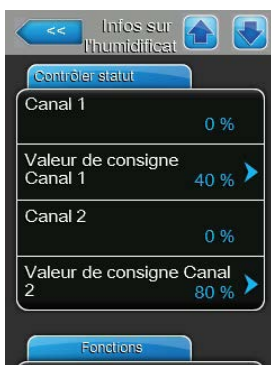 <<
Infos sur
l'humidificat
Contrôler statut
Canal 1
0 %
Valeur de consigne
Canal 1
40 %
Canal 2
0 %
Valeur de consigne Canal
2
80 %
Fonctions